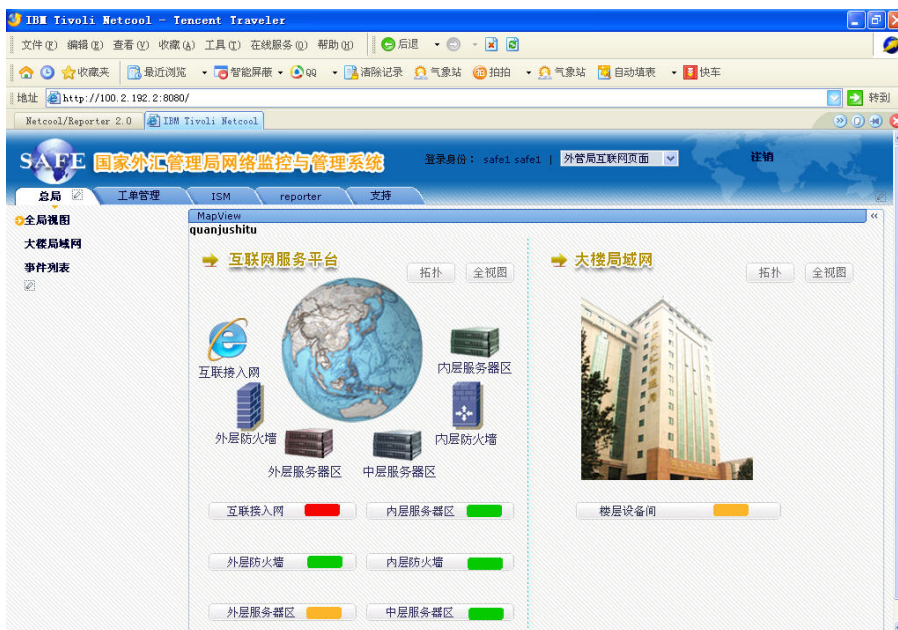 IBM Tivoli Netcool - Tencent Traveler
文件(F) 编辑(E) 查看(V) 收藏(A) 工具(T) 在线服务(O) 帮助(H) 后退
收藏夹 最近浏览 智能屏蔽 QQ 清除记录 气象站 拍拍 气象站 自动填表 快车
地址 http://100.2.192.2:8080/ 转到
Netcool/Reporter 2.0 IBM Tivoli Netcool
SAFE 国家外汇管理局网络监控与管理系统 登录身份: safe1 safe1 | 外管局互联网页面 注销
总局 工单管理 ISM reporter 支持
全局视图
大楼局域网
事件列表
MapView
quanjushitu
互联网服务平台
拓扑 全视图
互联接入网
内层服务器区
外层防火墙
内层防火墙
外层服务器区 中层服务器区
互联接入网 内层服务器区
外层防火墙 内层防火墙
外层服务器区 中层服务器区
大楼局域网
拓扑 全视图
楼层设备间